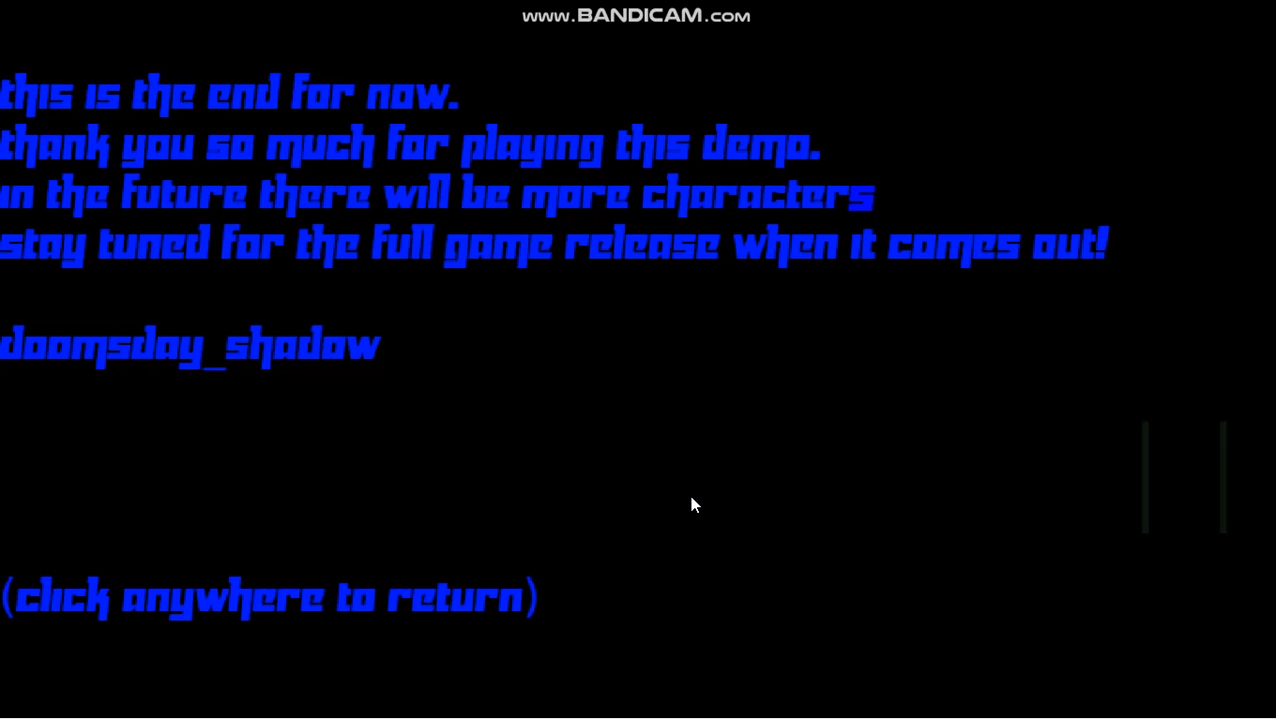 www.BANDICAM.com
this is the end for now.
thank you so much for playing this demo.
in the future there will be more characters
stay tuned for the full game release when it comes out!
doomsday_shadow
(click anywhere to return)